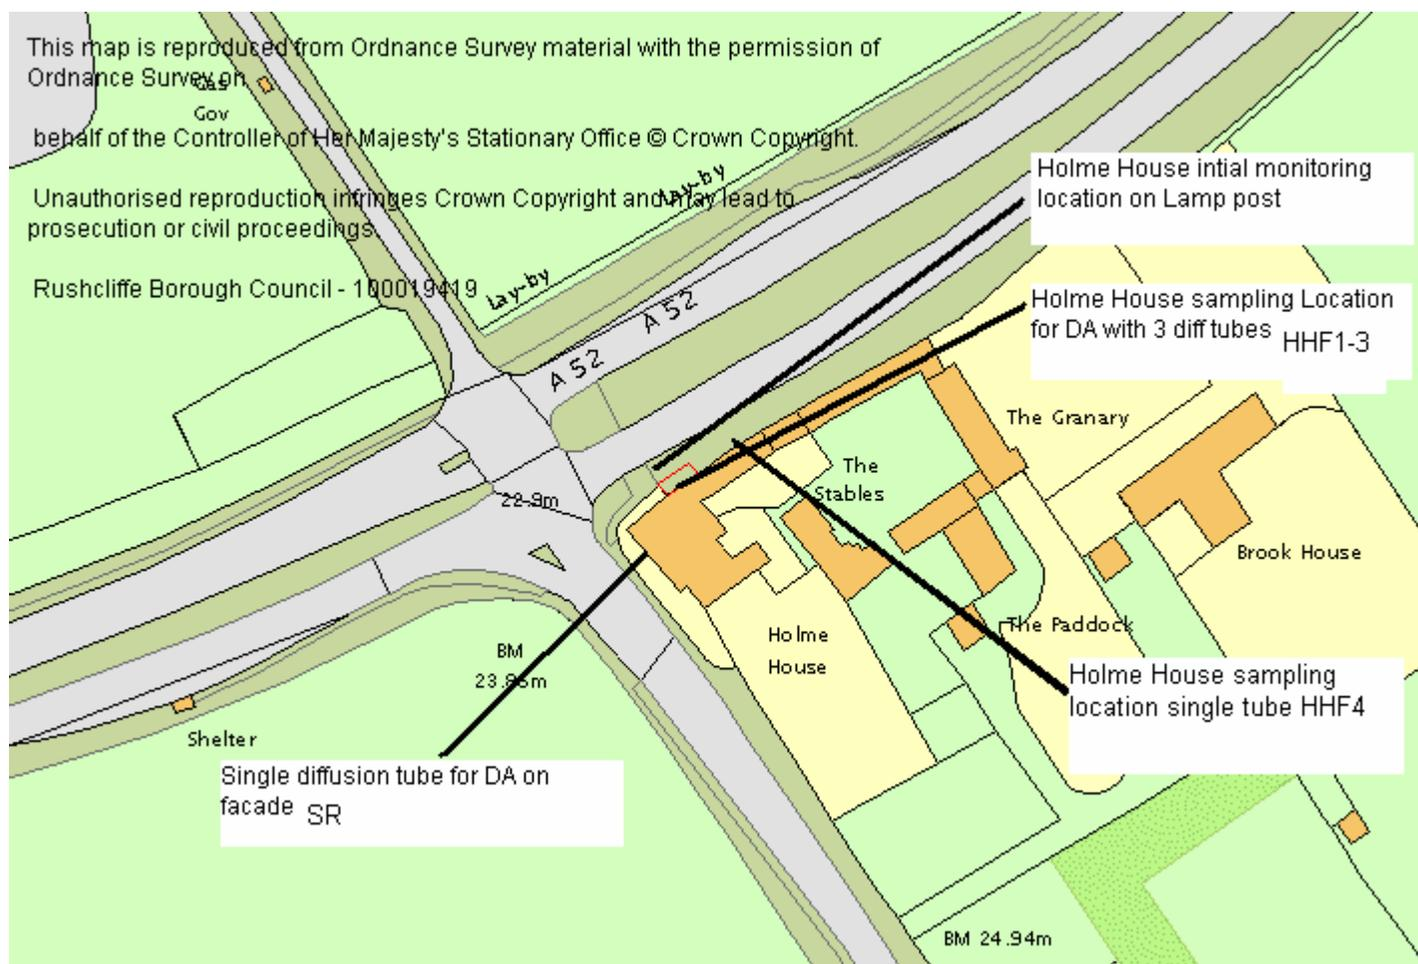 This map is reproduced from Ordnance Survey material with the permission of
Ordnance Survey on
Gas
Gov
behalf of the Controller of Her Majesty's Stationary Office © Crown Copyright.
Unauthorised reproduction infringes Crown Copyright and may lead to
prosecution or civil proceedings.
Rushcliffe Borough Council - 100019419
Lay-by
Lay-by
A 52
A 52
Holme House intial monitoring
location on Lamp post
Holme House sampling Location
for DA with 3 diff tubes
HHF1-3
The Granary
The
Stables
22.9m
Brook House
The Paddock
Holme
House
BM
23.86m
Holme House sampling
location single tube HHF4
Shelter
Single diffusion tube for DA on
facade SR
BM 24.94m